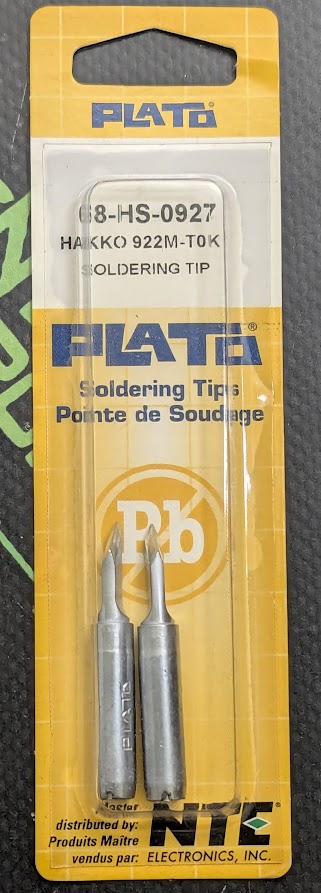 PLATO
68-HS-0927
HAKKO 922M-T0K
SOLDERING TIP
PLATO®
Soldering Tips
Pointe de Soudage
Pb
PLATO
Master
distributed by:
Produits Maître
vendus par:
NTE®
ELECTRONICS, INC.